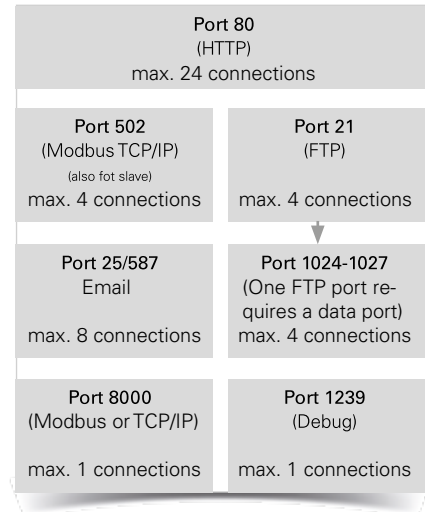 Port 80
(HTTP)
max. 24 connections
Port 502
(Modbus TCP/IP)
(also fot slave)
max. 4 connections
Port 21
(FTP)
max. 4 connections
Port 25/587
Email
max. 8 connections
Port 1024-1027
(One FTP port re-
quires a data port)
max. 4 connections
Port 8000
(Modbus or TCP/IP)
max. 1 connections
Port 1239
(Debug)
max. 1 connections